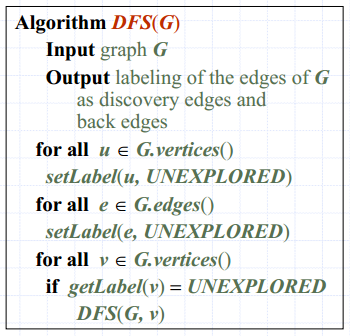 Algorithm DFS(G)
Input graph G
Output labeling of the edges of G
as discovery edges and
back edges
for all u ∈ G.vertices()
setLabel(u, UNEXPLORED)
for all e ∈ G.edges()
setLabel(e, UNEXPLORED)
for all v ∈ G.vertices()
if getLabel(v) = UNEXPLORED
DFS(G, v)